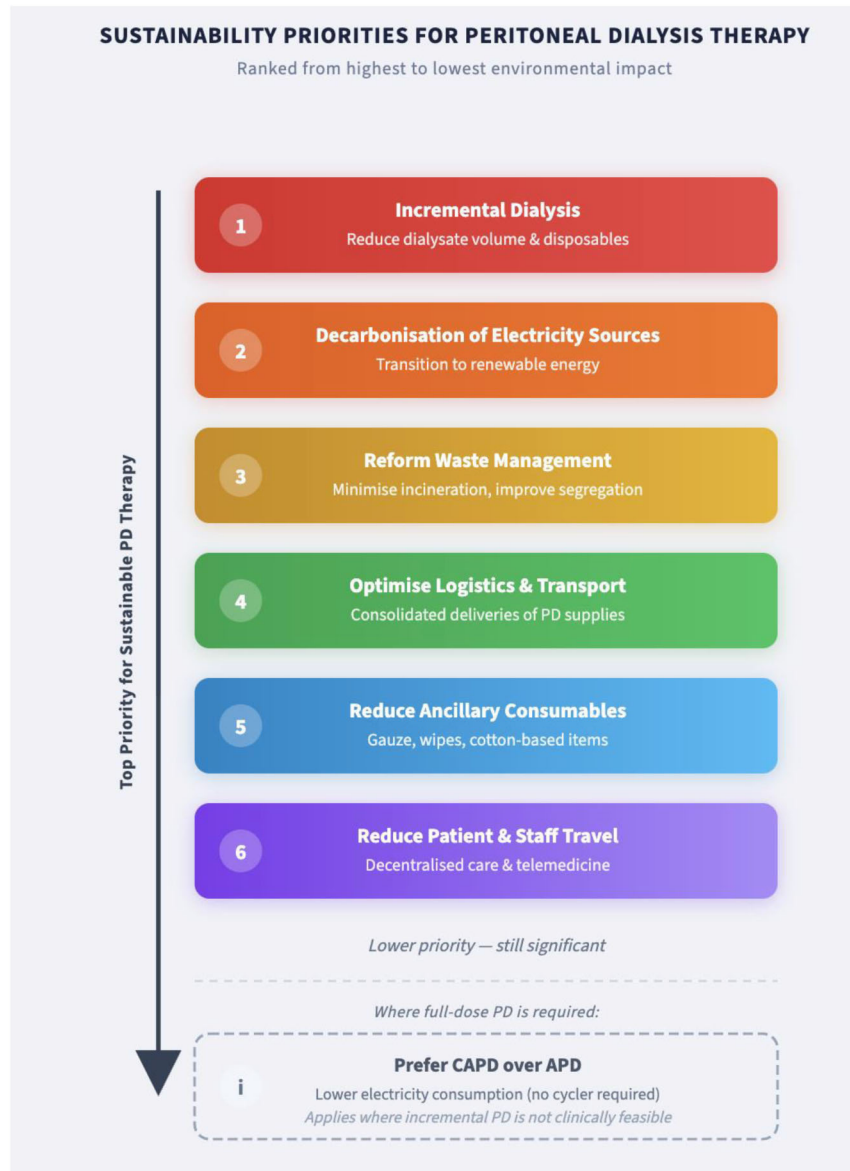 SUSTAINABILITY PRIORITIES FOR PERITONEAL DIALYSIS THERAPY
Ranked from highest to lowest environmental impact
Top Priority for Sustainable PD Therapy
1
Incremental Dialysis
Reduce dialysate volume & disposables
2
Decarbonisation of Electricity Sources
Transition to renewable energy
3
Reform Waste Management
Minimise incineration, improve segregation
4
Optimise Logistics & Transport
Consolidated deliveries of PD supplies
5
Reduce Ancillary Consumables
Gauze, wipes, cotton-based items
6
Reduce Patient & Staff Travel
Decentralised care & telemedicine
Lower priority — still significant
Where full-dose PD is required:
i
Prefer CAPD over APD
Lower electricity consumption (no cycler required)
Applies where incremental PD is not clinically feasible